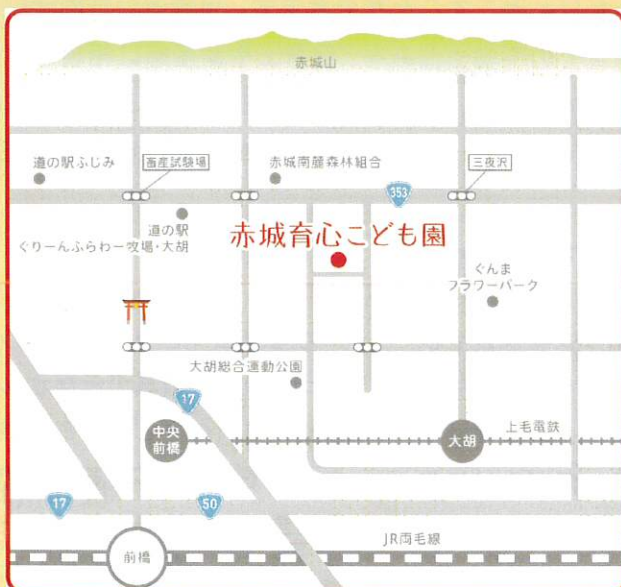 赤城山
道の駅ふじみ
畜産試験場
赤城南麓森林組合
三夜沢
353
道の駅
ぐりーんふらわー牧場・大胡
赤城育心こども園
ぐんま
フラワーパーク
大胡総合運動公園
17
中央
前橋
大胡
上毛電鉄
17
50
前橋
JR両毛線